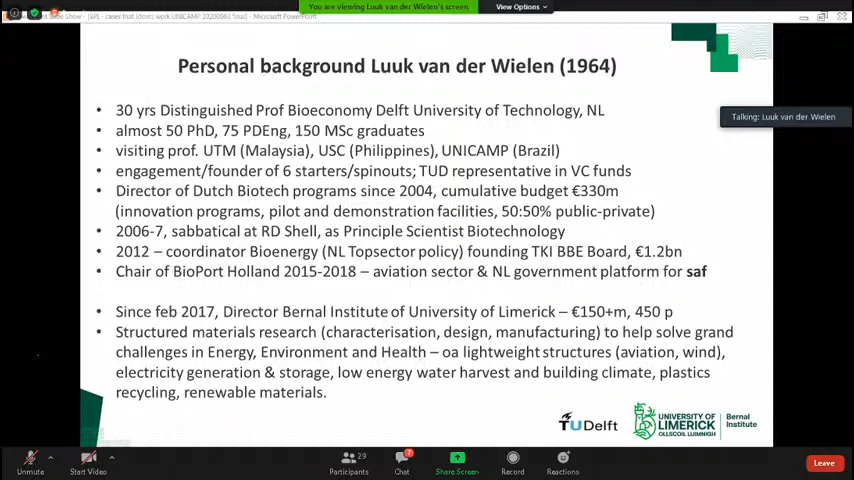 You are viewing Luuk van der Wielen's screen
View Options
work UNICAMP 20200903 final] - Microsoft PowerPoint
Personal background Luuk van der Wielen (1964)
• 30 yrs Distinguished Prof Bioeconomy Delft University of Technology, NL
• almost 50 PhD, 75 PDEng, 150 MSc graduates
Talking: Luuk van der Wielen
• visiting prof. UTM (Malaysia), USC (Philippines), UNICAMP (Brazil)
• engagement/founder of 6 starters/spinouts; TUD representative in VC funds
• Director of Dutch Biotech programs since 2004, cumulative budget €330m
(innovation programs, pilot and demonstration facilities, 50:50% public-private)
• 2006-7, sabbatical at RD Shell, as Principle Scientist Biotechnology
• 2012 – coordinator Bioenergy (NL Topsector policy) founding TKI BBE Board, €1.2bn
• Chair of BioPort Holland 2015-2018 – aviation sector & NL government platform for saf
• Since feb 2017, Director Bernal Institute of University of Limerick – €150+m, 450 p
• Structured materials research (characterisation, design, manufacturing) to help solve grand
challenges in Energy, Environment and Health – oa lightweight structures (aviation, wind),
electricity generation & storage, low energy water harvest and building climate, plastics
recycling, renewable materials.
TU Delft
UNIVERSITY OF
LIMERICK
OLLSCOIL LUIMNIGH
Bernal
Institute
29
7
Unmute
Start Video
Participants
Chat
Share Screen
Record
Reactions
Leave